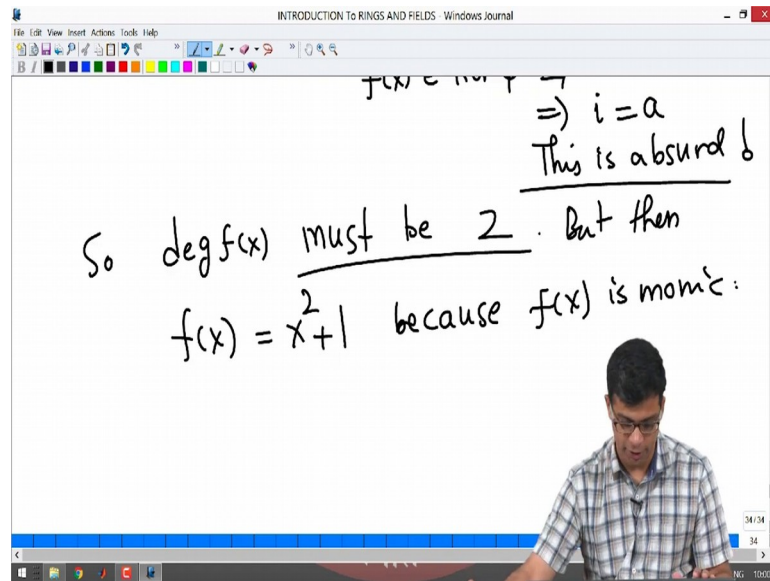 INTRODUCTION To RINGS AND FIELDS - Windows Journal
File Edit View Insert Actions Tools Help
B I
=) i = a
This is absurd !
So deg f(x) must be 2 . But then
f(x) = x²+1 because f(x) is monic :
34/34
34
NG